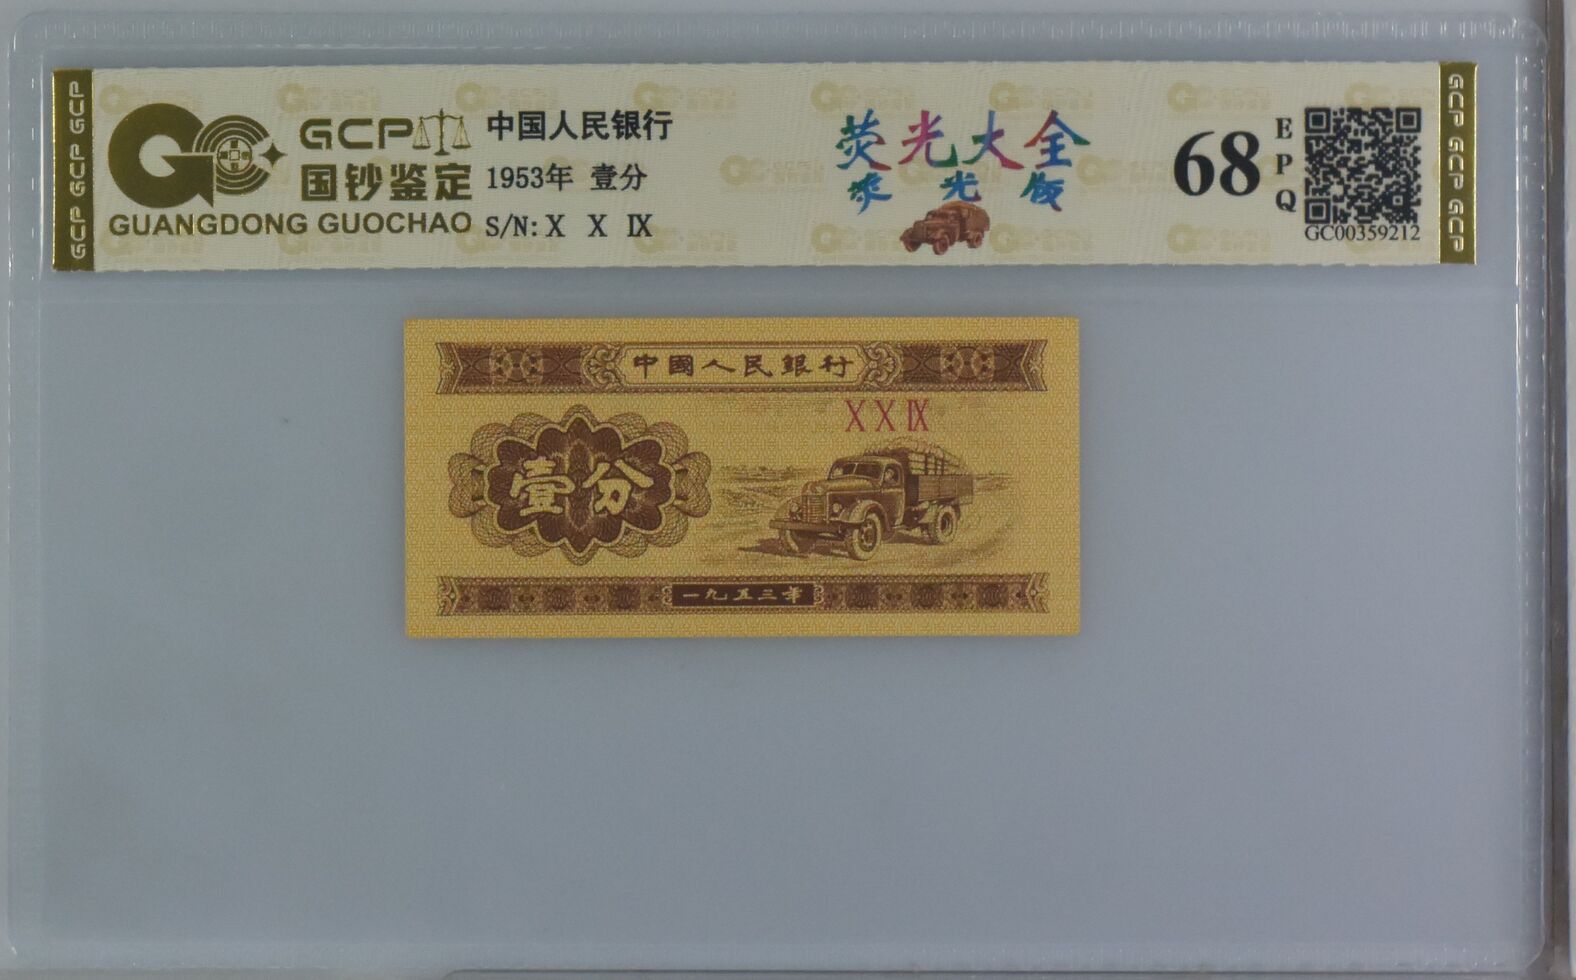 GCP GCP GCP
GCP
国钞鉴定
GUANGDONG GUOCHAO
中国人民银行
1953年 壹分
S/N: X X IX
荧光大全
荧光版
68
EPQ
GC00359212
GCP GCP GCP
中國人民銀行
X X IX
壹分
一九五三年